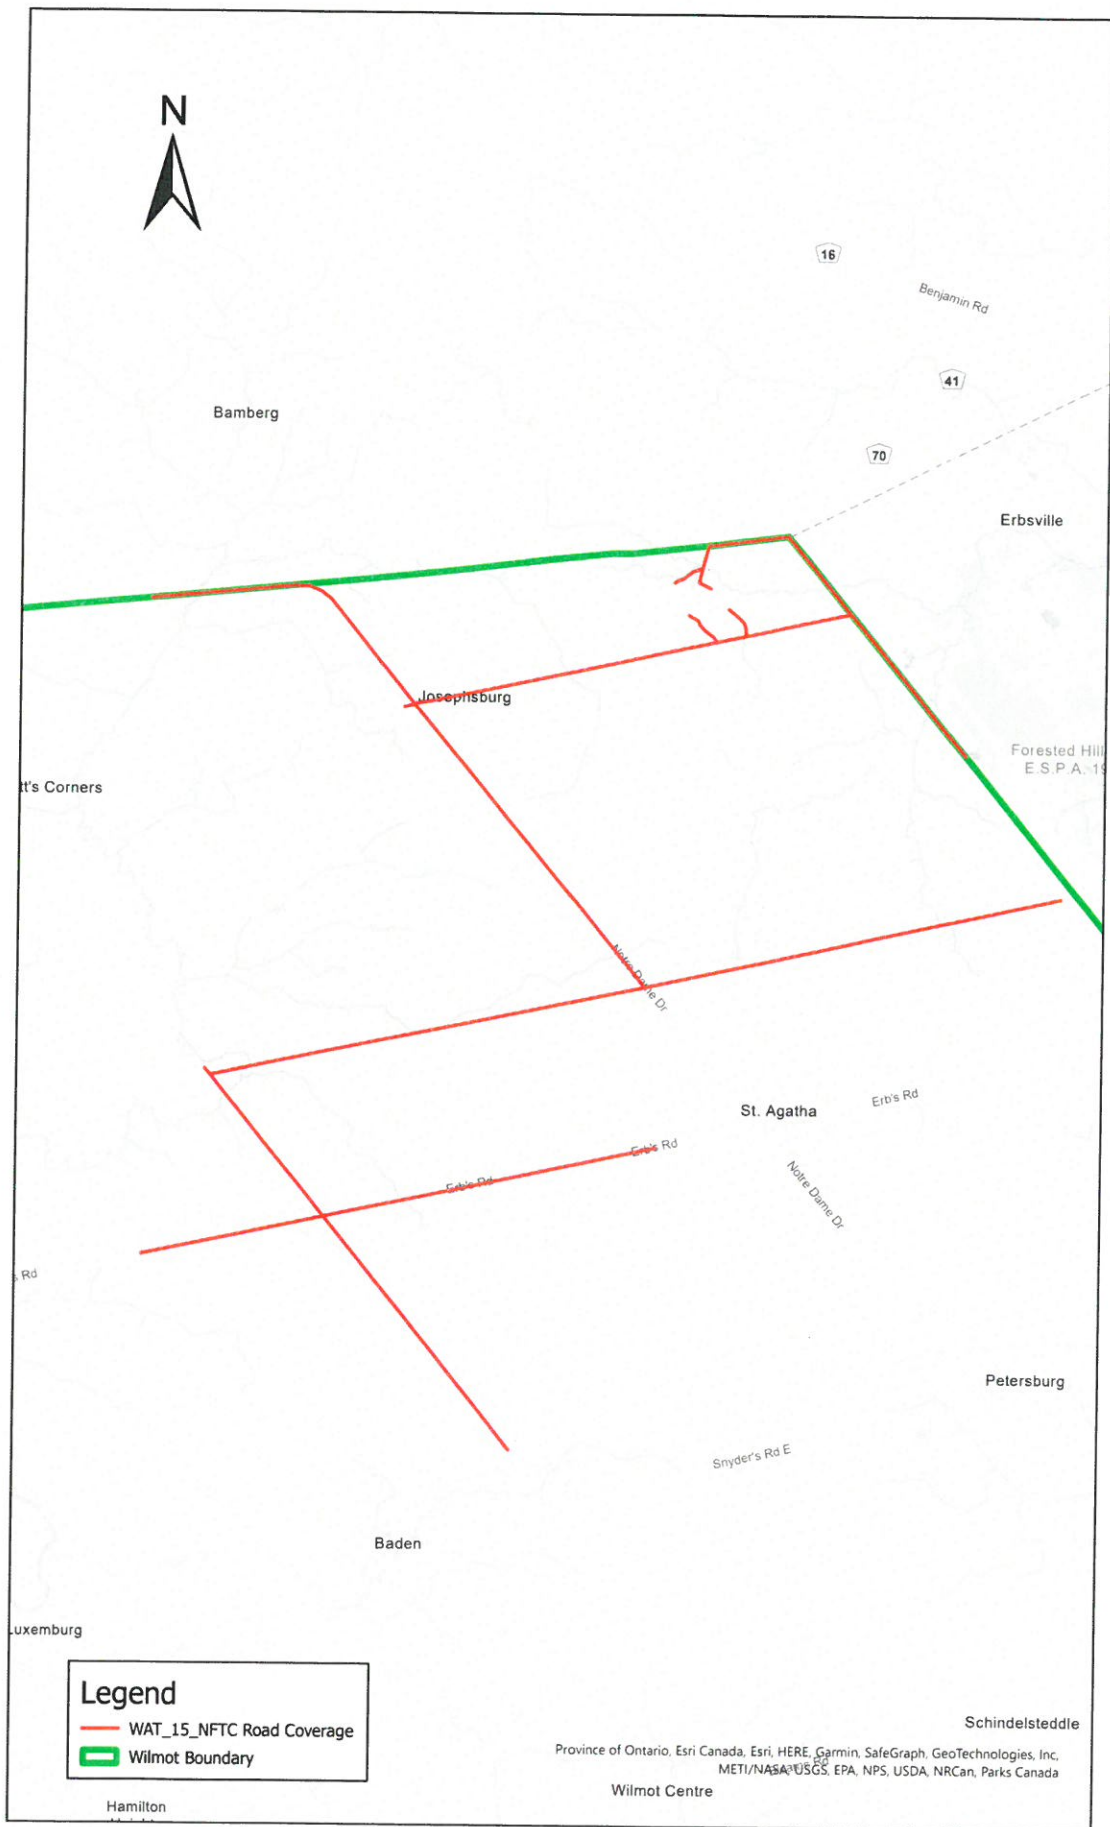 N
16
Benjamin Rd
41
Bamberg
70
Erbsville
Josephsburg
Forested Hill
E.S.P.A. 19
tt's Corners
Notre Dame Dr
St. Agatha
Erb's Rd
Erb's Rd
Erb's Rd
Notre Dame Dr
s Rd
Petersburg
Snyder's Rd E
Baden
Luxemburg
Legend
WAT_15_NFTC Road Coverage
Wilmot Boundary
Schindelsteddle
Province of Ontario, Esri Canada, Esri, HERE, Garmin, SafeGraph, GeoTechnologies, Inc,
METI/NASA, USGS, EPA, NPS, USDA, NRCan, Parks Canada
Wilmot Centre
Hamilton